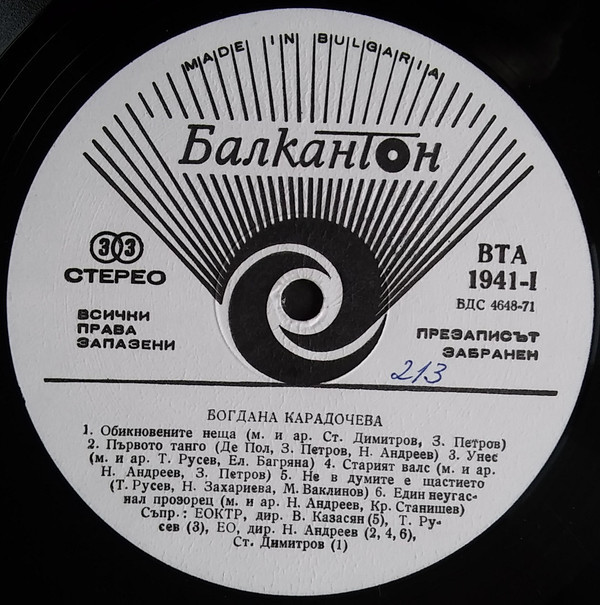 MADE IN BULGARIA
Балкантон
33
СТЕРЕО
ВТА
1941-I
БДС 4648-71
ВСИЧКИ
ПРАВА
ЗАПАЗЕНИ
ПРЕЗАПИСЪТ
ЗАБРАНЕН
213
БОГДАНА КАРАДОЧЕВА
1. Обикновените неща (м. и ар. Ст. Димитров, З. Петров)
2. Първото танго (Де Пол, З. Петров, Н. Андреев) 3. Унес
(м. и ар. Т. Русев, Ел. Багряна) 4. Старият валс (м. и ар.
Н. Андреев, З. Петров) 5. Не в думите е щастието
(Т. Русев, Н. Захариева, М. Ваклинов) 6. Един неугас-
нал прозорец (м. и ар. Н. Андреев, Кр. Станишев)
Съпр.: ЕОКТР, дир. В. Казасян (5), Т. Ру-
сев (3), ЕО, дир. Н. Андреев (2, 4, 6),
Ст. Димитров (1)